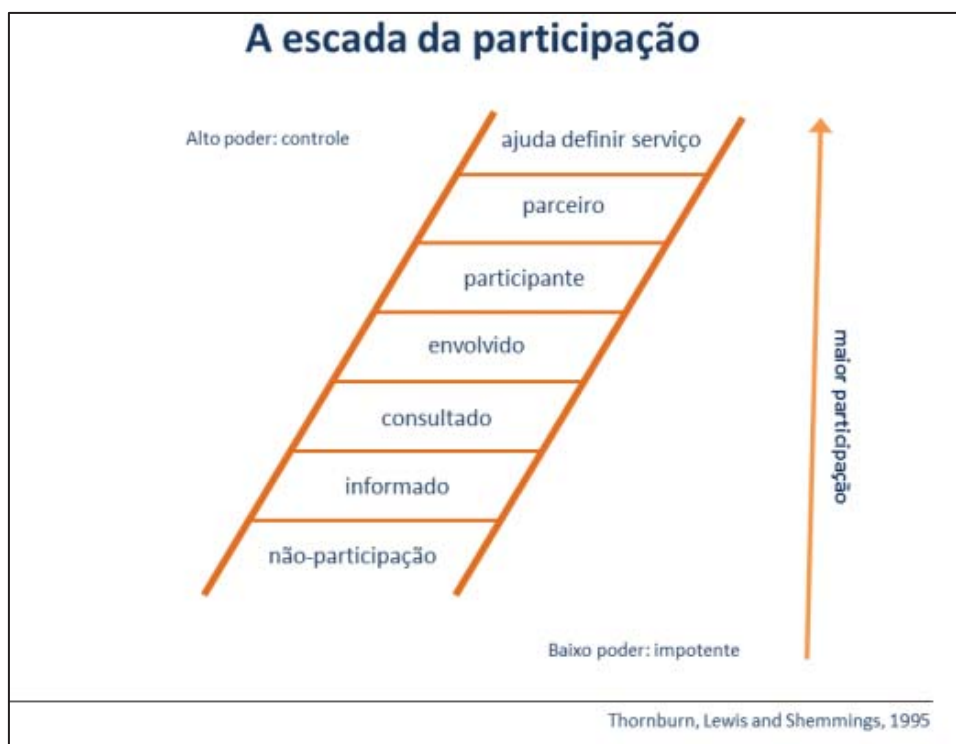 A escada da participação
Alto poder: controle
ajuda definir serviço
parceiro
participante
envolvido
consultado
informado
não-participação
maior participação
Baixo poder: impotente
Thornburn, Lewis and Shemmings, 1995